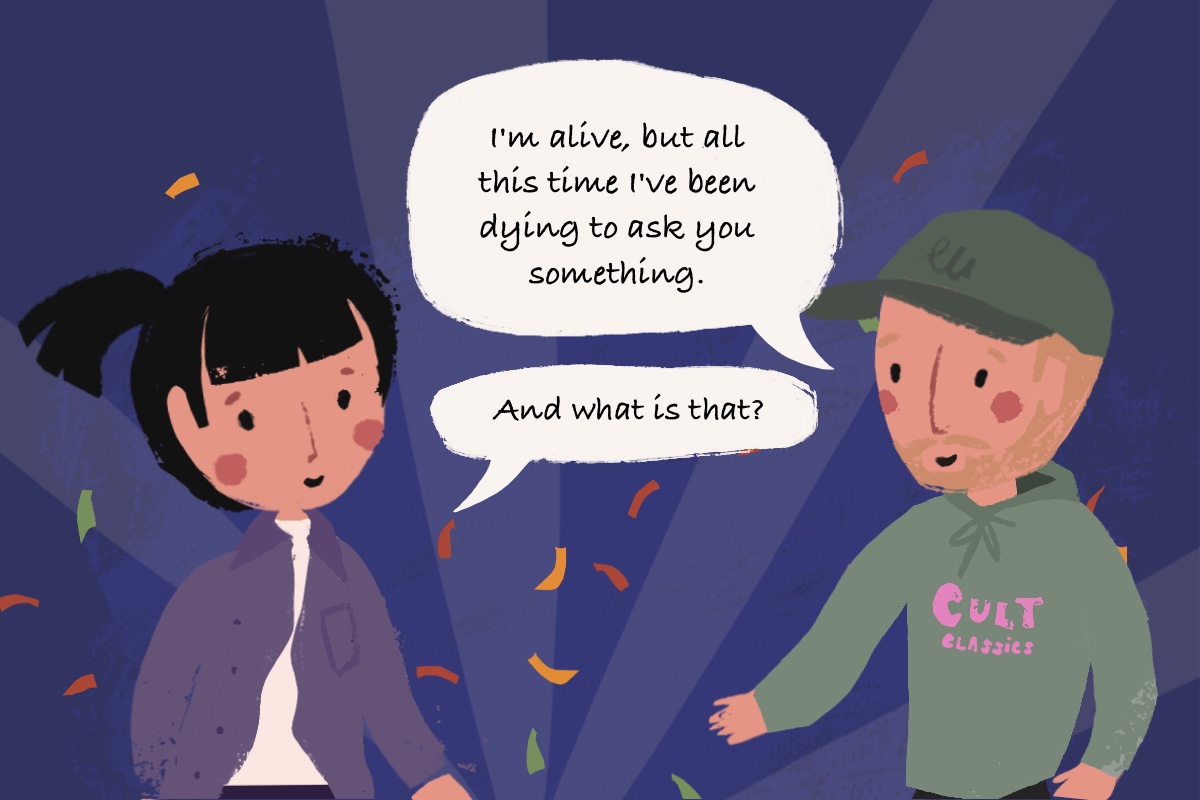 I'm alive, but all
this time I've been
dying to ask you
something.
And what is that?
CULT
CLASSICS